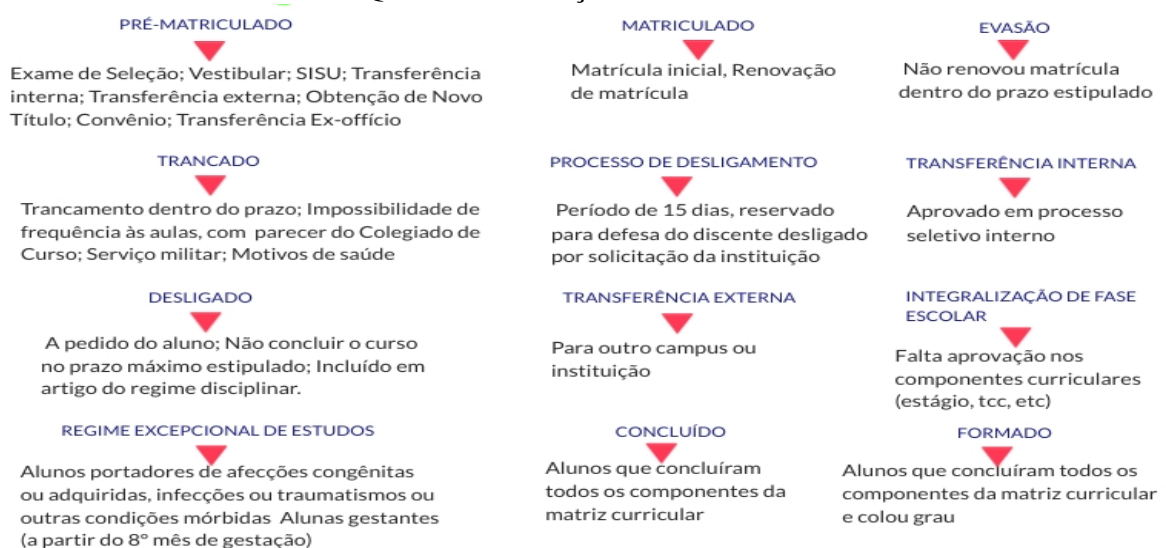 PRÉ-MATRICULADO
Exame de Seleção; Vestibular; SISU; Transferência
interna; Transferência externa; Obtenção de Novo
Título; Convênio; Transferência Ex-offício
MATRICULADO
Matrícula inicial, Renovação
de matrícula
EVASÃO
Não renovou matrícula
dentro do prazo estipulado
TRANCADO
Trancamento dentro do prazo; Impossibilidade de
frequência às aulas, com parecer do Colegiado de
Curso; Serviço militar; Motivos de saúde
PROCESSO DE DESLIGAMENTO
Período de 15 dias, reservado
para defesa do discente desligado
por solicitação da instituição
TRANSFERÊNCIA INTERNA
Aprovado em processo
seletivo interno
DESLIGADO
A pedido do aluno; Não concluir o curso
no prazo máximo estipulado; Incluído em
artigo do regime disciplinar.
TRANSFERÊNCIA EXTERNA
Para outro campus ou
instituição
INTEGRALIZAÇÃO DE FASE
ESCOLAR
Falta aprovação nos
componentes curriculares
(estágio, tcc, etc)
REGIME EXCEPCIONAL DE ESTUDOS
Alunos portadores de afecções congênitas
ou adquiridas, infecções ou traumatismos ou
outras condições mórbidas Alunas gestantes
(a partir do 8º mês de gestação)
CONCLUÍDO
Alunos que concluíram
todos os componentes da
matriz curricular
FORMADO
Alunos que concluíram todos os
componentes da matriz curricular
e colou grau